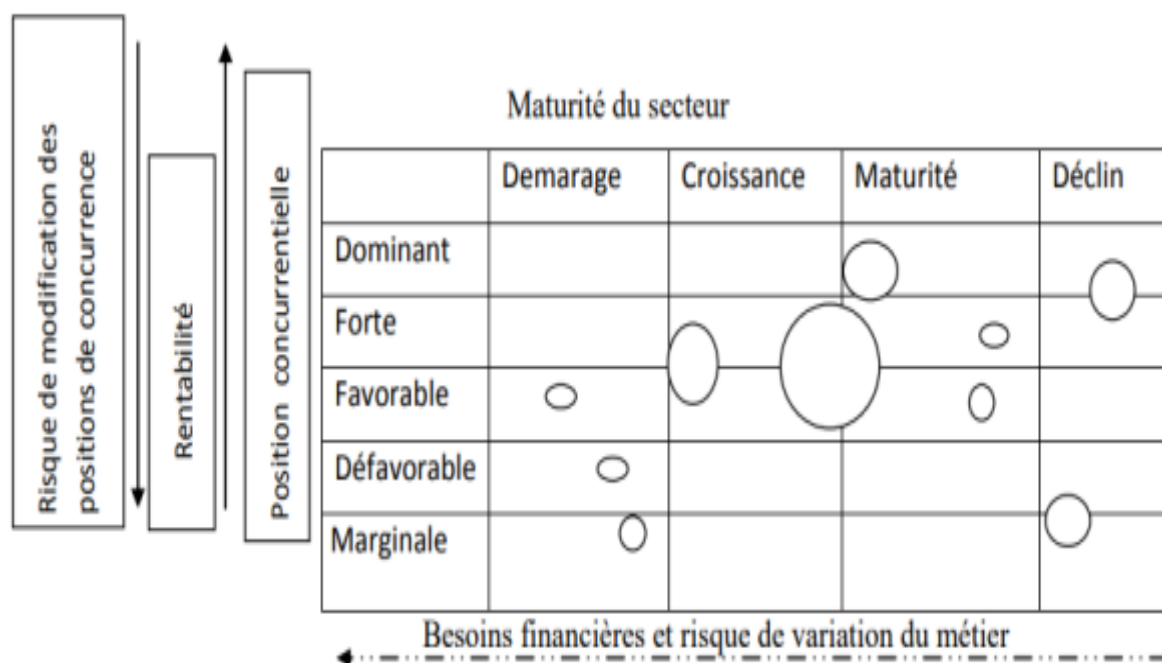 Risque de modification des
positions de concurrence
Rentabilité
Position concurrentielle
Maturité du secteur
Demarage Croissance Maturité Déclin
Dominant
Forte
Favorable
Défavorable
Marginale
Besoins financières et risque de variation du métier